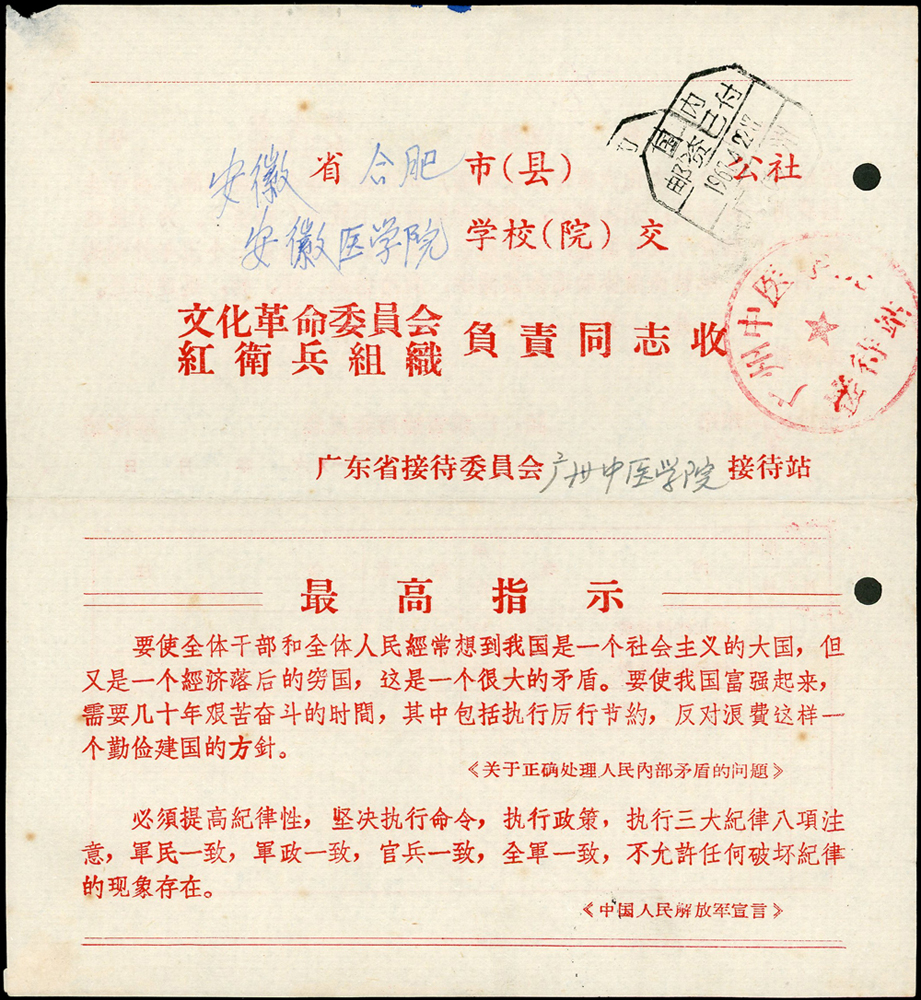 国内
邮资已付
安徽省合肥市(县) 公社
安徽医学院学校(院)交
文化革命委員会
紅衛兵組織
負責同志收
广州中医
接待站
广东省接待委員会广州中医学院接待站
最高指示
要使全体干部和全体人民經常想到我国是一个社会主义的大国，但
又是一个經济落后的穷国，这是一个很大的矛盾。要使我国富强起来，
需要几十年艰苦奋斗的时間，其中包括执行厉行节約，反对浪費这样一
个勤俭建国的方針。
《关于正确处理人民內部矛盾的問題》
必須提高紀律性，坚决执行命令，执行政策，执行三大紀律八項注
意，軍民一致，軍政一致，官兵一致，全軍一致，不允許任何破坏紀律
的现象存在。
《中国人民解放军宣言》